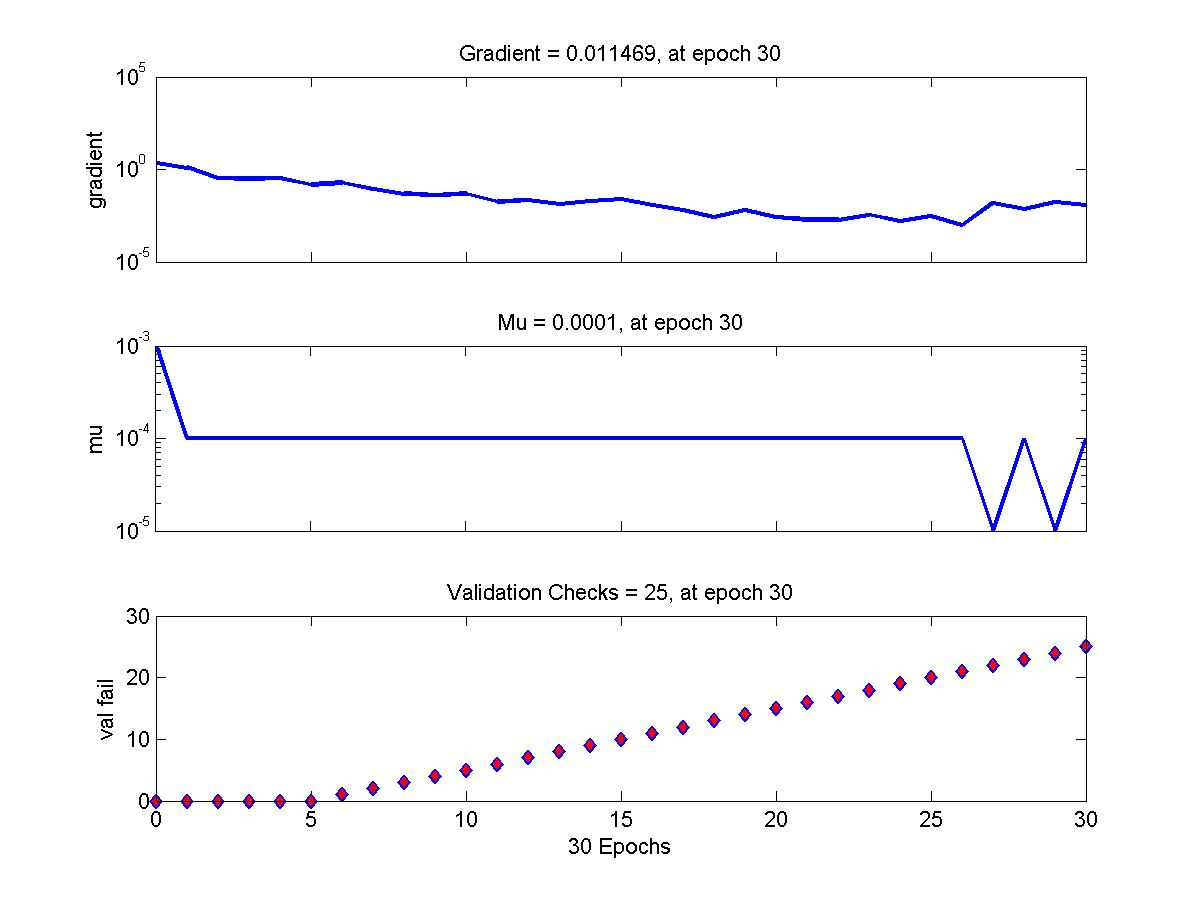 Gradient = 0.011469, at epoch 30
10^5
10^0
10^-5
gradient
Mu = 0.0001, at epoch 30
10^-3
10^-4
10^-5
mu
Validation Checks = 25, at epoch 30
30
20
10
0
val fail
0 5 10 15 20 25 30
30 Epochs